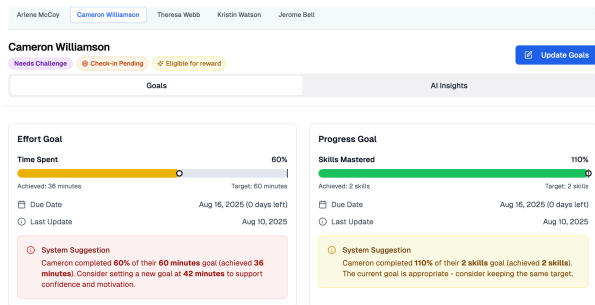 Arlene McCoy Cameron Williamson Theresa Webb Kristin Watson Jerome Bell
Cameron Williamson
Needs Challenge Check-in Pending Eligible for reward
Update Goals
Goals AI Insights
Effort Goal
Time Spent 60%
Achieved: 36 minutes Target: 60 minutes
Due Date Aug 16, 2025 (0 days left)
Last Update Aug 10, 2025
System Suggestion
Cameron completed 60% of their 60 minutes goal (achieved 36
minutes). Consider setting a new goal at 42 minutes to support
confidence and motivation.
Progress Goal
Skills Mastered 110%
Achieved: 2 skills Target: 2 skills
Due Date Aug 16, 2025 (0 days left)
Last Update Aug 10, 2025
System Suggestion
Cameron completed 110% of their 2 skills goal (achieved 2 skills).
The current goal is appropriate - consider keeping the same target.